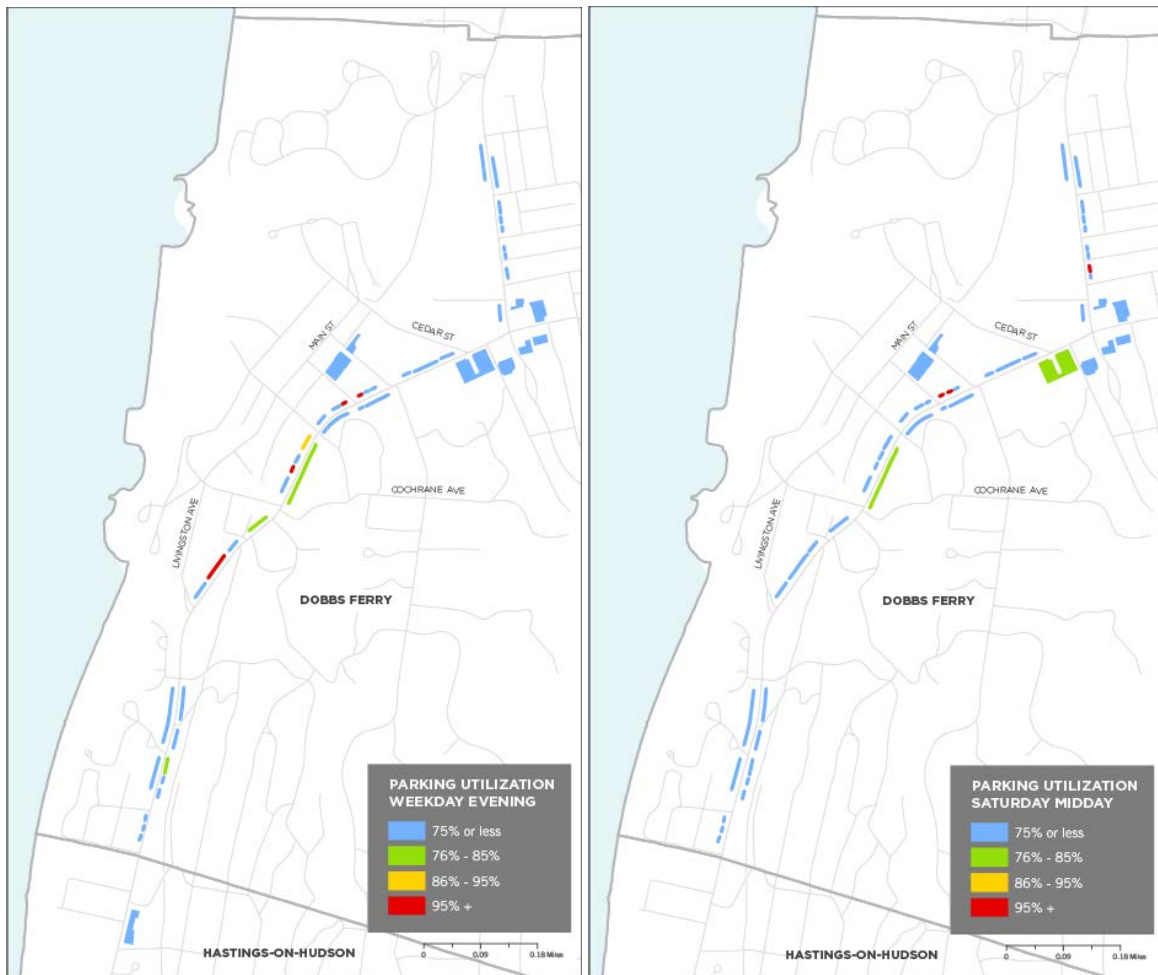 MAIN ST
CEDAR ST
COCHRANE AVE
LIVINGSTON AVE
DOBBS FERRY
PARKING UTILIZATION
WEEKDAY EVENING
75% or less
76% - 85%
86% - 95%
95% +
HASTINGS-ON-HUDSON
0 0.09 0.18 Miles
MAIN ST
CEDAR ST
COCHRANE AVE
LIVINGSTON AVE
DOBBS FERRY
PARKING UTILIZATION
SATURDAY MIDDAY
75% or less
76% - 85%
86% - 95%
95% +
HASTINGS-ON-HUDSON
0 0.09 0.18 Miles